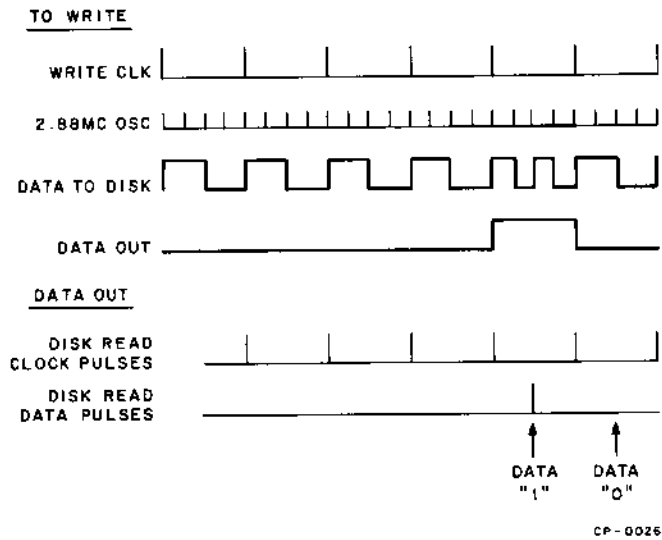 TO WRITE
WRITE CLK
2.88MC OSC
DATA TO DISK
DATA OUT
DATA OUT
DISK READ
CLOCK PULSES
DISK READ
DATA PULSES
DATA DATA
"1" "0"
CP-0026